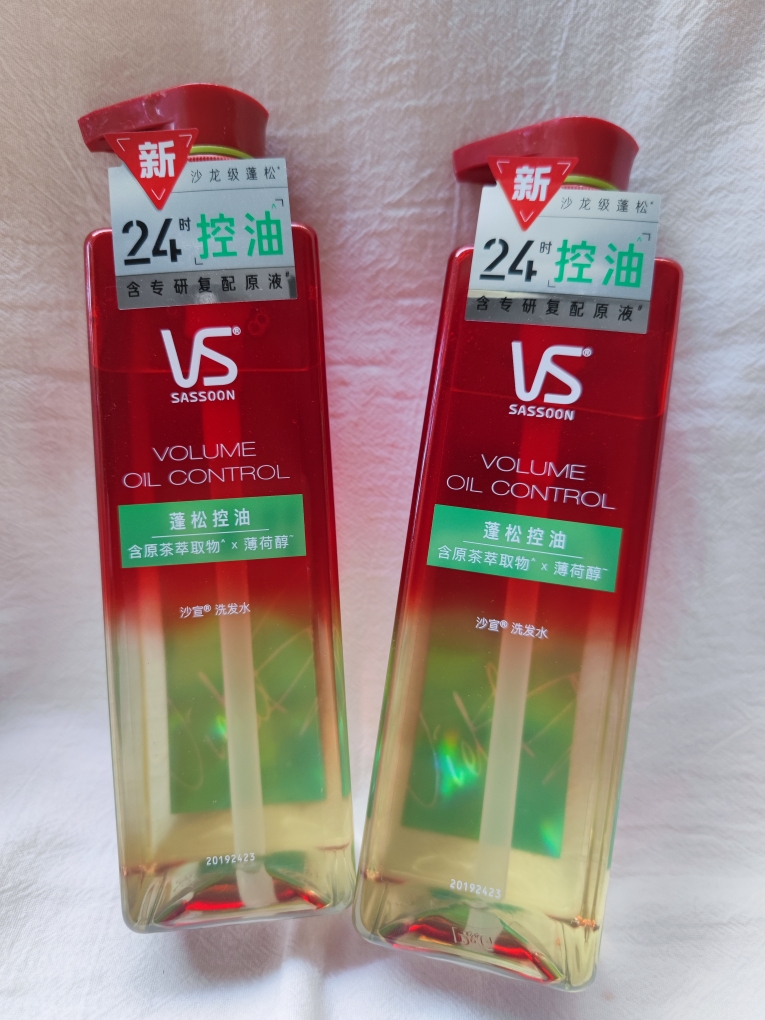 新
沙龙级蓬松*
24时「控油^」
含专研复配原液#
VS®
SASSOON
VOLUME
OIL CONTROL
蓬松控油
含原茶萃取物^ x 薄荷醇~
沙宣® 洗发水
20192423
新
沙龙级蓬松*
24时「控油^」
含专研复配原液#
VS®
SASSOON
VOLUME
OIL CONTROL
蓬松控油
含原茶萃取物^ x 薄荷醇~
沙宣® 洗发水
20192423